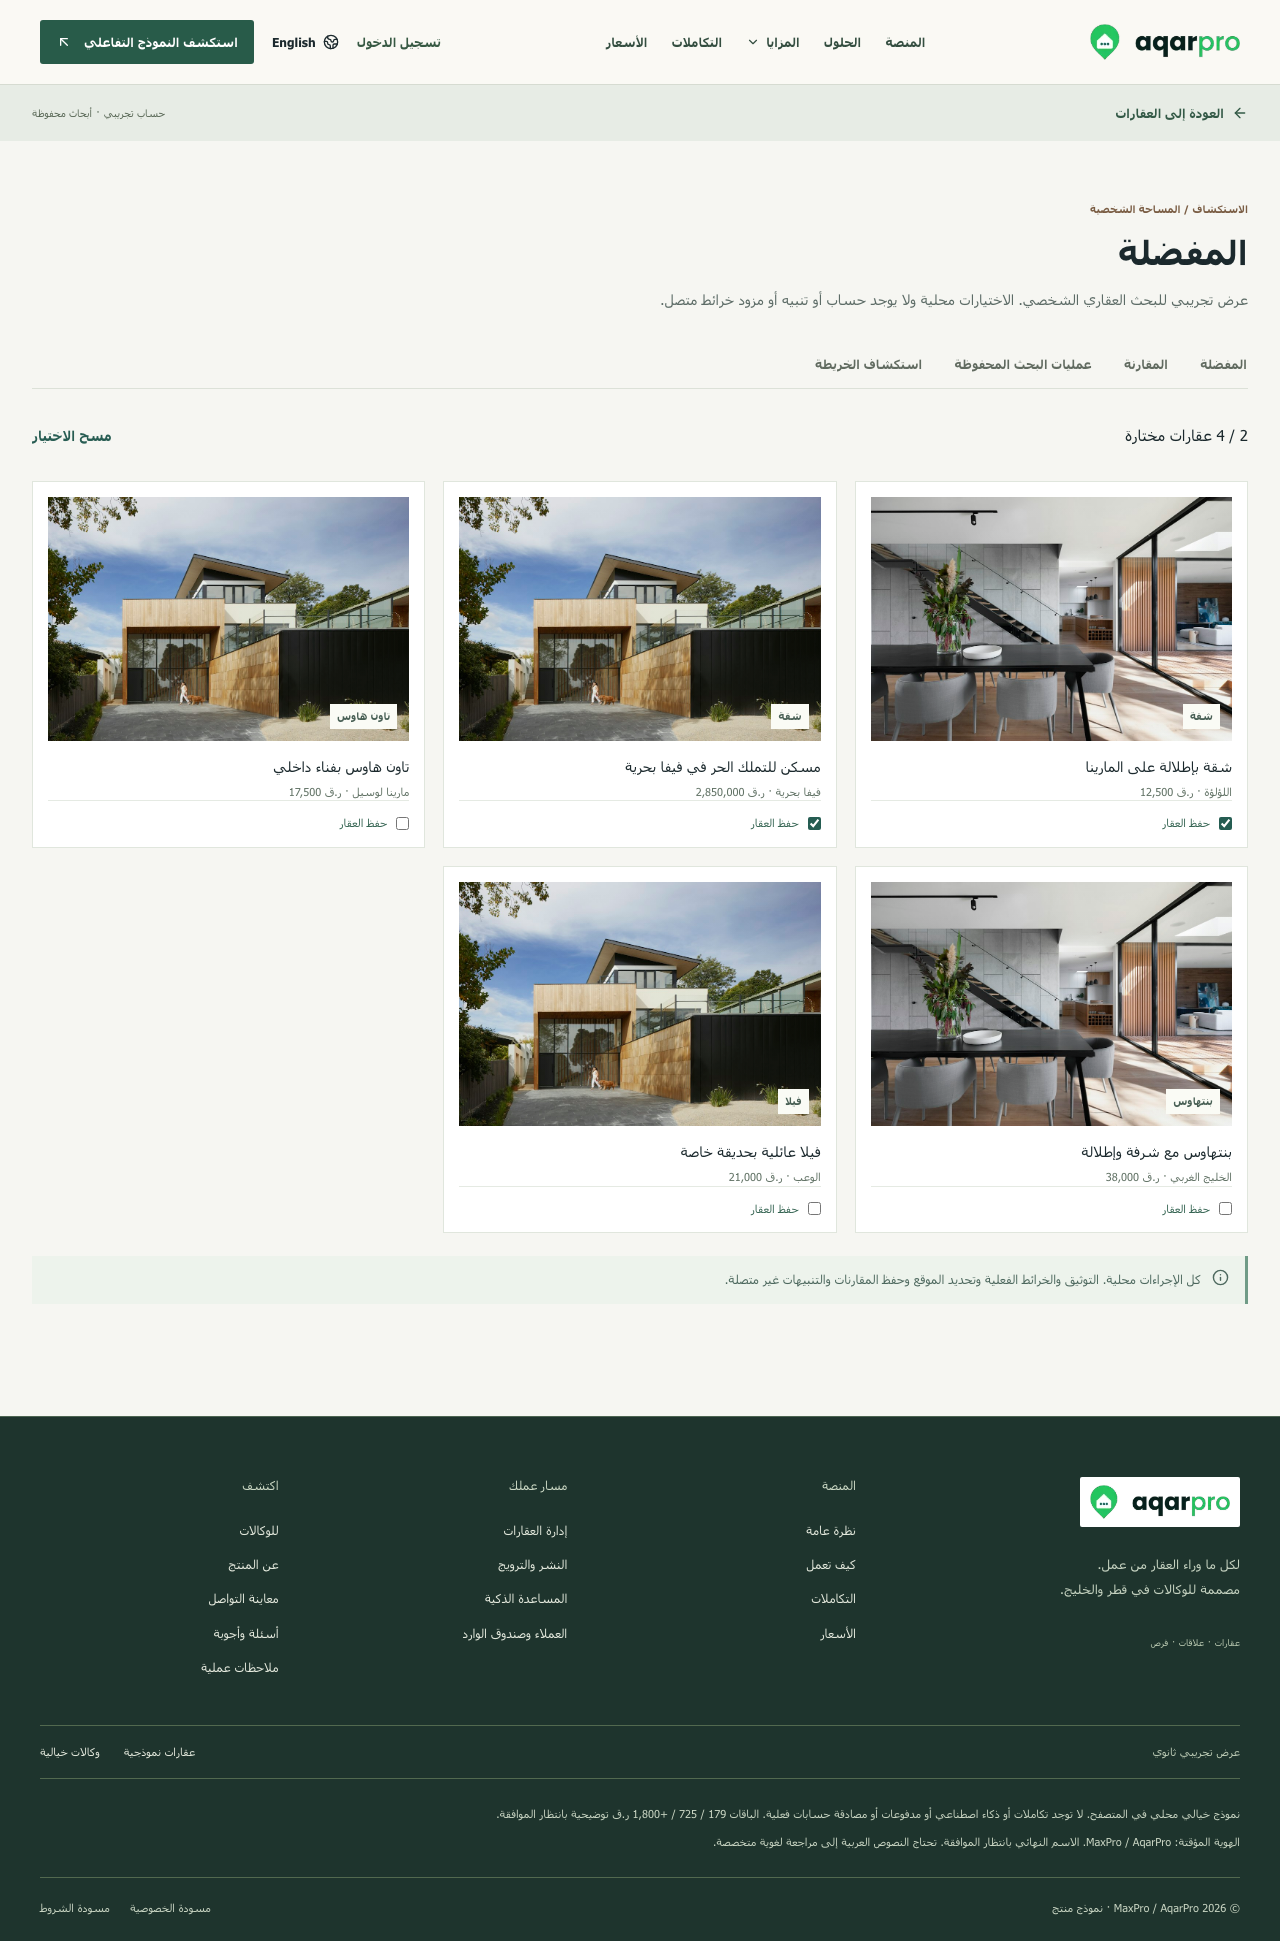 aqarpro
المنصة
الحلول
المزايا
التكاملات
الأسعار
تسجيل الدخول
English
استكشف النموذج التفاعلي
العودة إلى العقارات
حساب تجريبي · أبحاث محفوظة
الاستكشاف / المساحة الشخصية
المفضلة
عرض تجريبي للبحث العقاري الشخصي. الاختيارات محلية ولا يوجد حساب أو تنبيه أو مزود خرائط متصل.
المفضلة
المقارنة
عمليات البحث المحفوظة
استكشاف الخريطة
2 / 4 عقارات مختارة
مسح الاختيار
شقة
شقة بإطلالة على المارينا
اللؤلؤة · ر.ق 12,500
حفظ العقار
شقة
مسكن للتملك الحر في فيفا بحرية
فيفا بحرية · ر.ق 2,850,000
حفظ العقار
تاون هاوس
تاون هاوس بفناء داخلي
مارينا لوسيل · ر.ق 17,500
حفظ العقار
بنتهاوس
بنتهاوس مع شرفة وإطلالة
الخليج الغربي · ر.ق 38,000
حفظ العقار
فيلا
فيلا عائلية بحديقة خاصة
الوعب · ر.ق 21,000
حفظ العقار
كل الإجراءات محلية. التوثيق والخرائط الفعلية وتحديد الموقع وحفظ المقارنات والتنبيهات غير متصلة.
aqarpro
لكل ما وراء العقار من عمل.
مصممة للوكالات في قطر والخليج.
عقارات · علاقات · فرص
المنصة
نظرة عامة
كيف تعمل
التكاملات
الأسعار
مسار عملك
إدارة العقارات
النشر والترويج
المساعدة الذكية
العملاء وصندوق الوارد
اكتشف
للوكالات
عن المنتج
معاينة التواصل
أسئلة وأجوبة
ملاحظات عملية
عرض تجريبي ثانوي
عقارات نموذجية
وكالات خيالية
نموذج خيالي محلي في المتصفح. لا توجد تكاملات أو ذكاء اصطناعي أو مدفوعات أو مصادقة حسابات فعلية. الباقات 179 / 725 / +1,800 ر.ق توضيحية بانتظار الموافقة.
الهوية المؤقتة: MaxPro / AqarPro. الاسم النهائي بانتظار الموافقة. تحتاج النصوص العربية إلى مراجعة لغوية متخصصة.
© 2026 MaxPro / AqarPro · نموذج منتج
مسودة الخصوصية
مسودة الشروط